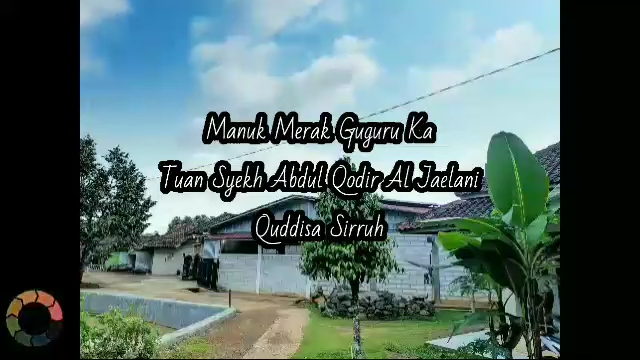 Manuk Merak Guguru Ka
Tuan Syekh Abdul Qodir Al Jaelani
Quddisa Sirruh